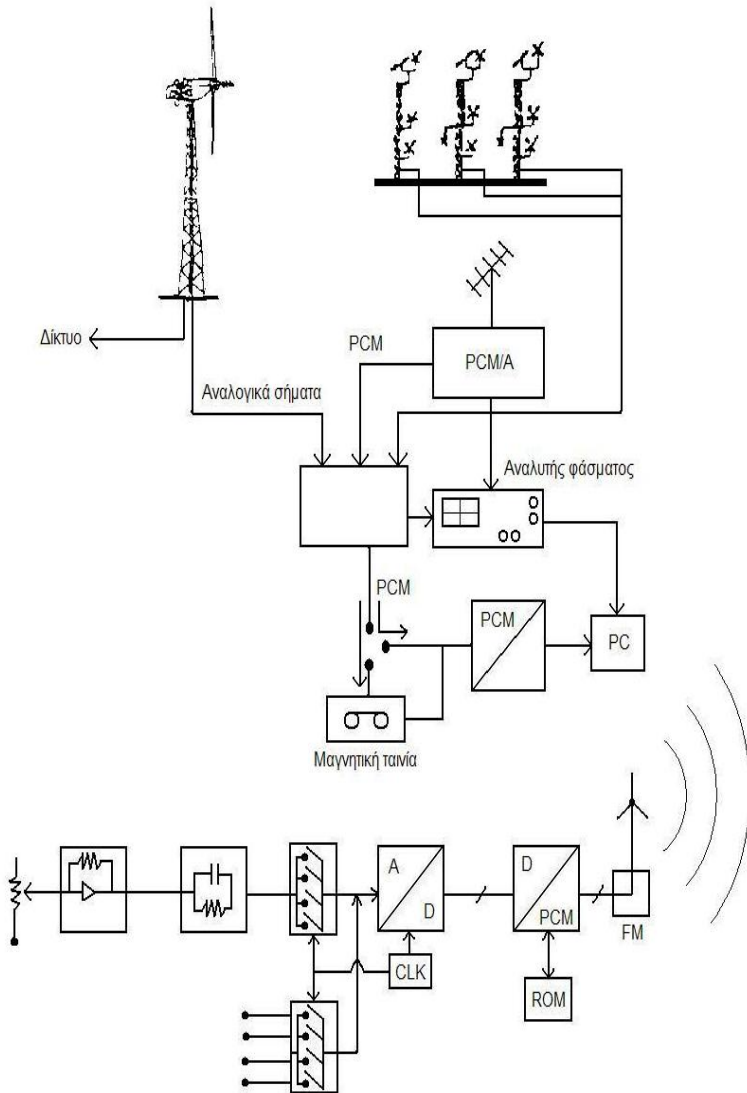 Δίκτυο
PCM
PCM/A
Αναλογικά σήματα
Αναλυτής φάσματος
PCM
PCM
PC
Μαγνητική ταινία
A
D
D
PCM
FM
CLK
ROM